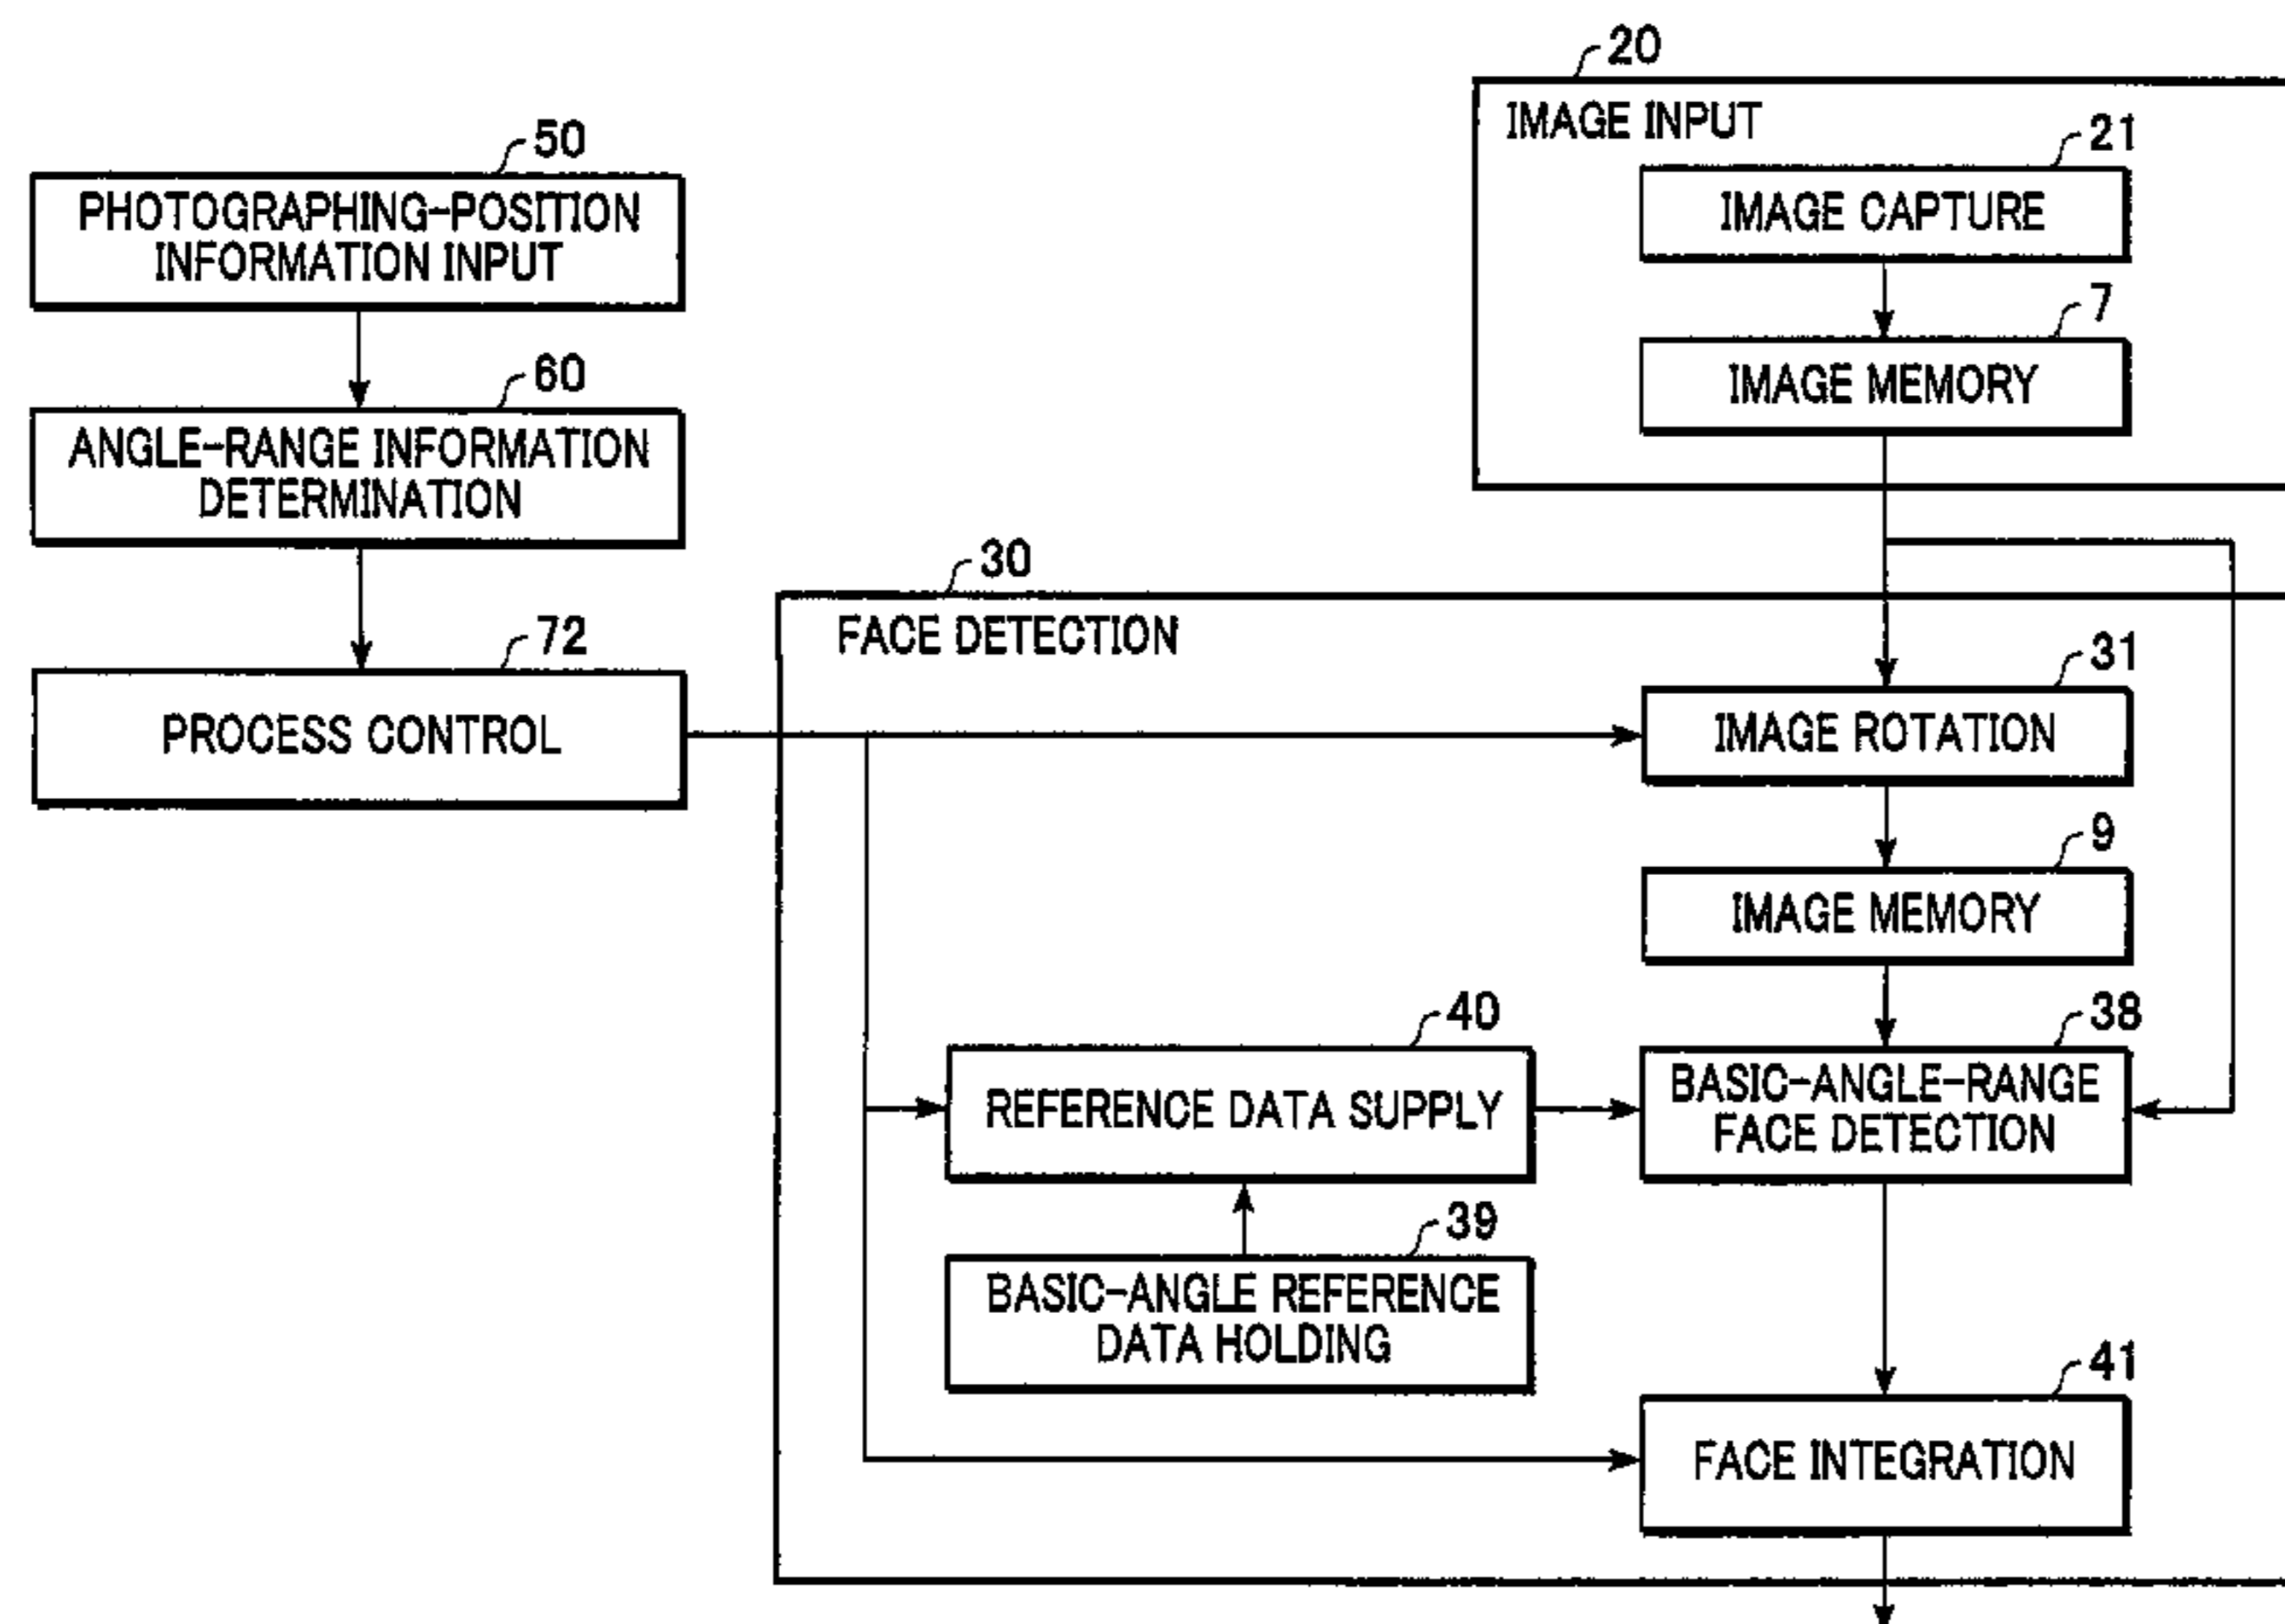 20
IMAGE INPUT
21
IMAGE CAPTURE
7
IMAGE MEMORY
50
PHOTOGRAPHING-POSITION
INFORMATION INPUT
60
ANGLE-RANGE INFORMATION
DETERMINATION
72
PROCESS CONTROL
30
FACE DETECTION
31
IMAGE ROTATION
9
IMAGE MEMORY
40
REFERENCE DATA SUPPLY
38
BASIC-ANGLE-RANGE
FACE DETECTION
39
BASIC-ANGLE REFERENCE
DATA HOLDING
41
FACE INTEGRATION